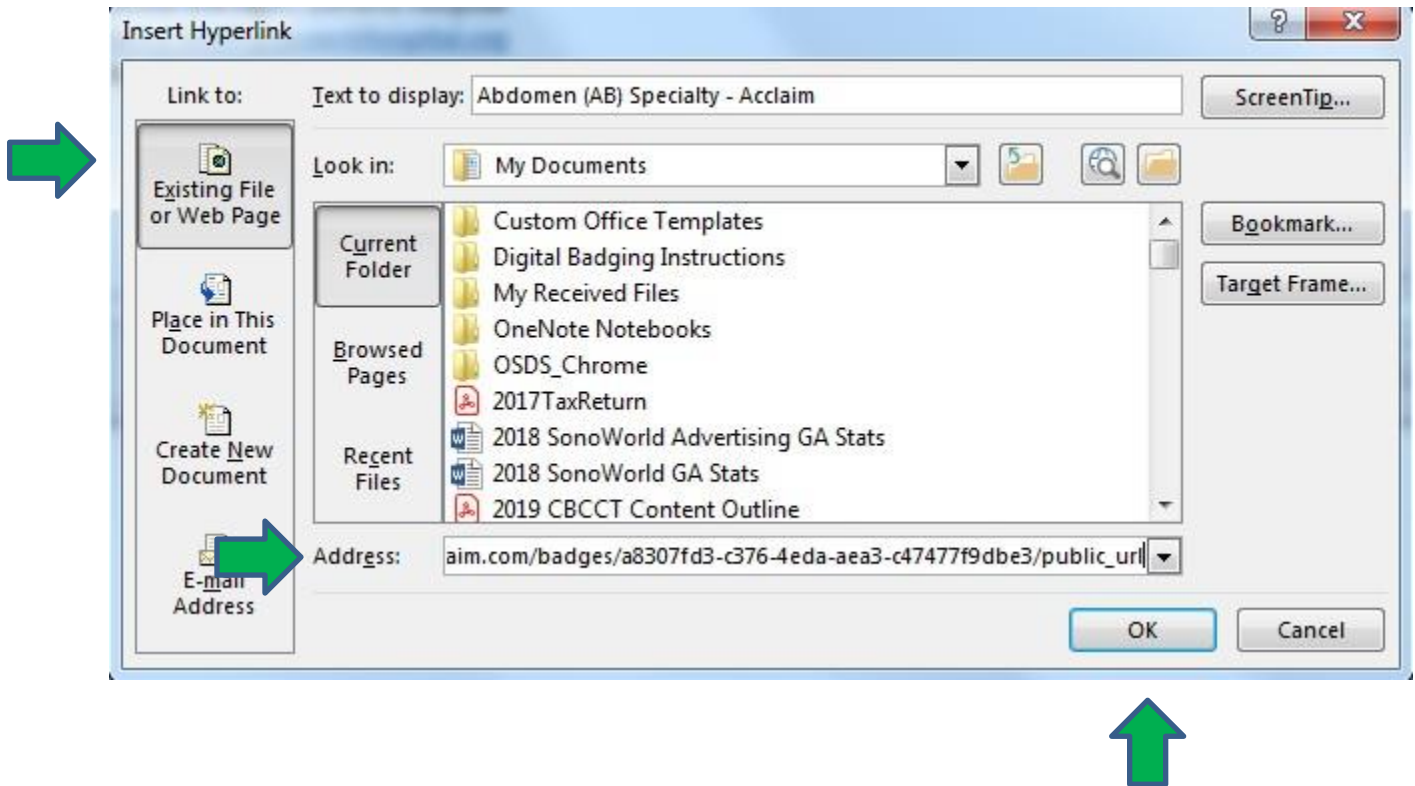 Insert Hyperlink
Link to:
Text to display: Abdomen (AB) Specialty - Acclaim
ScreenTip...
Existing File
or Web Page
Look in: My Documents
Place in This
Document
Create New
Document
E-mail
Address
Current
Folder
Browsed
Pages
Recent
Files
Custom Office Templates
Digital Badging Instructions
My Received Files
OneNote Notebooks
OSDS_Chrome
2017TaxReturn
2018 SonoWorld Advertising GA Stats
2018 SonoWorld GA Stats
2019 CBCCT Content Outline
Bookmark...
Target Frame...
Address: aim.com/badges/a8307fd3-c376-4eda-aea3-c47477f9dbe3/public_url
OK
Cancel